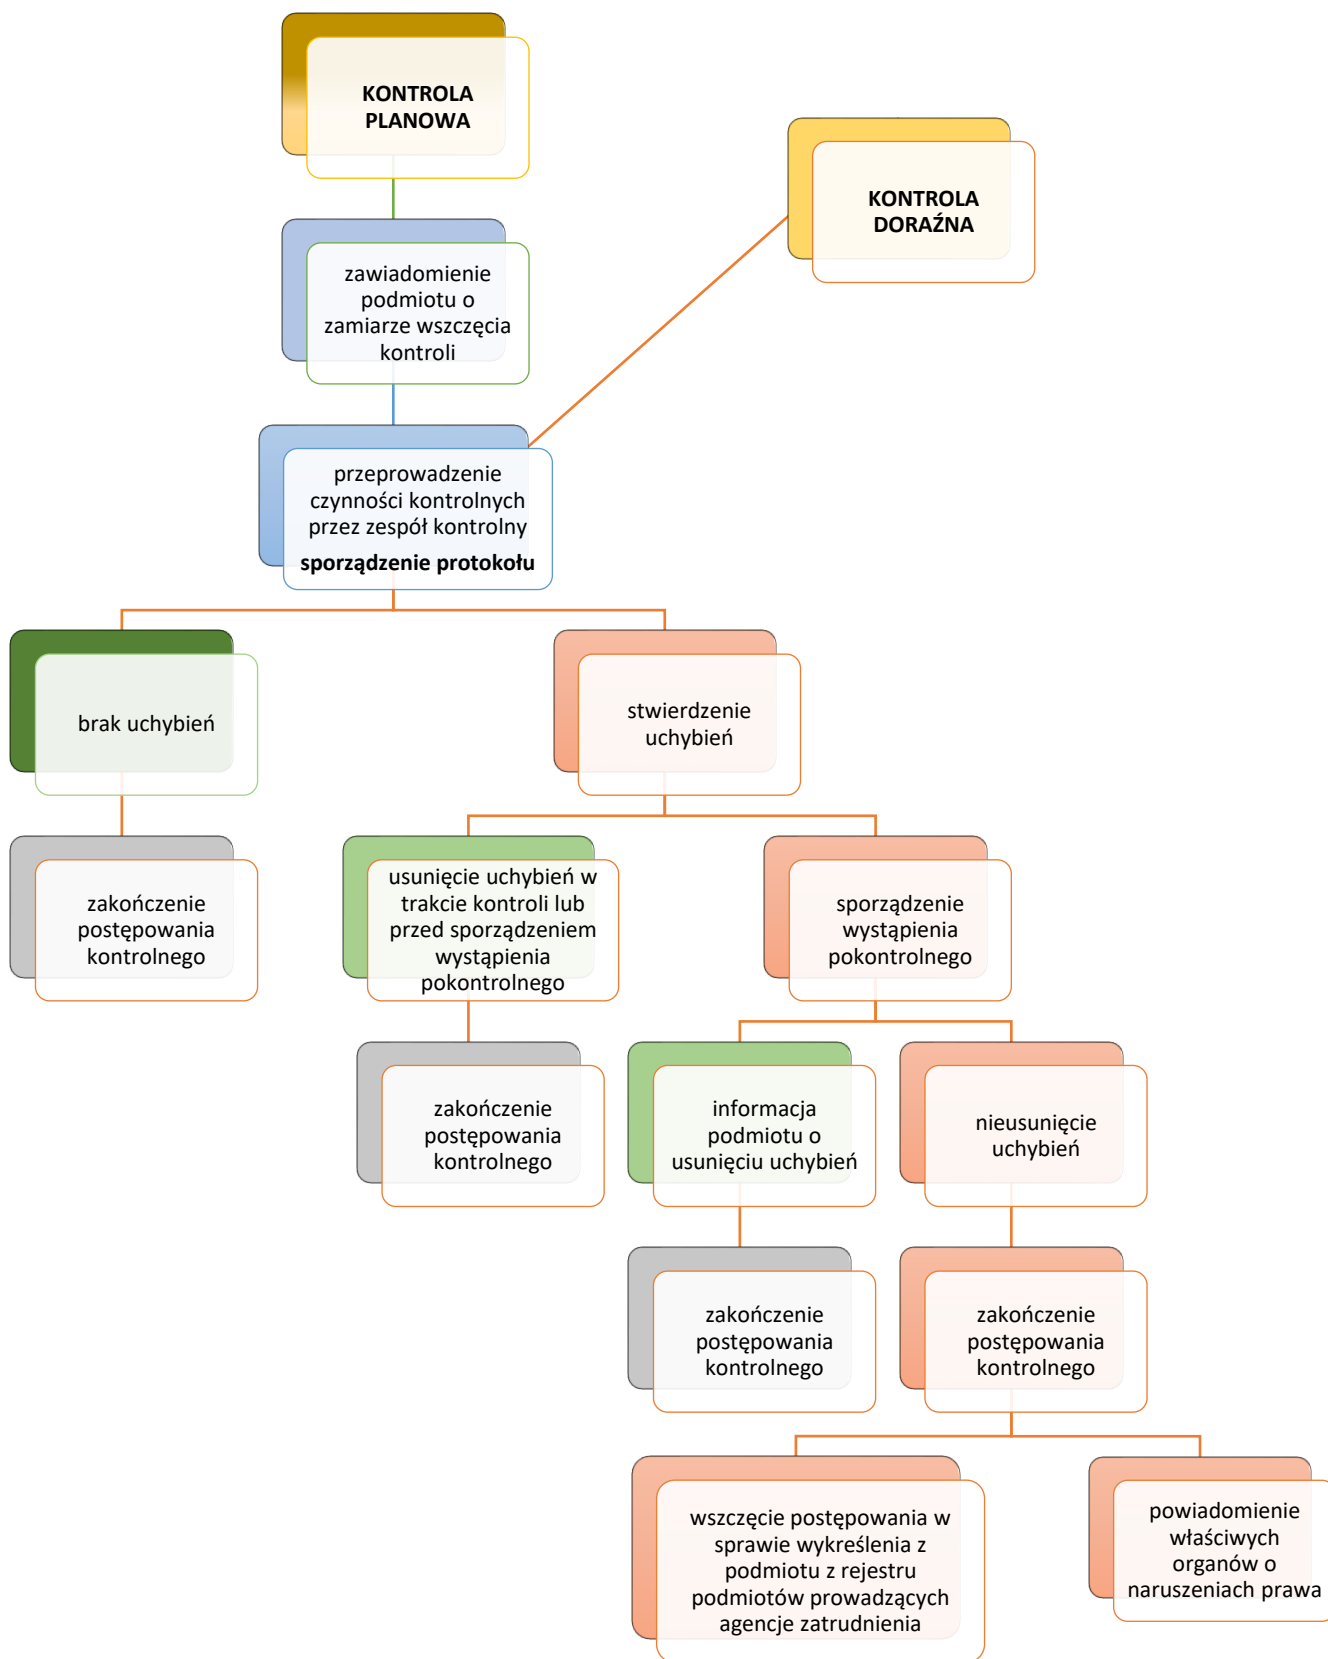 KONTROLA
PLANOWA
KONTROLA
DORAŹNA
zawiadomienie
podmiotu o
zamiarze wszczęcia
kontroli
przeprowadzenie
czynności kontrolnych
przez zespół kontrolny
sporządzenie protokołu
brak uchybień
stwierdzenie
uchybień
zakończenie
postępowania
kontrolnego
usunięcie uchybień w
trakcie kontroli lub
przed sporządzeniem
wystąpienia
pokontrolnego
sporządzenie
wystąpienia
pokontrolnego
zakończenie
postępowania
kontrolnego
informacja
podmiotu o
usunięciu uchybień
nieusunięcie
uchybień
zakończenie
postępowania
kontrolnego
zakończenie
postępowania
kontrolnego
wszczęcie postępowania w
sprawie wykreślenia z
podmiotu z rejestru
podmiotów prowadzących
agencje zatrudnienia
powiadomienie
właściwych
organów o
naruszeniach prawa